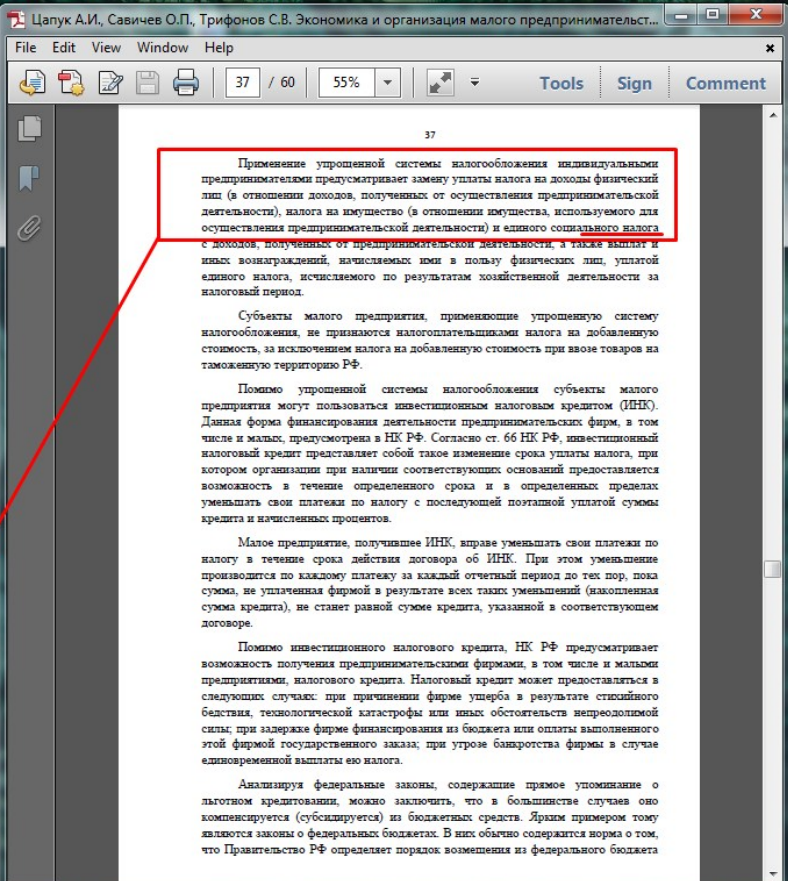 Цапук А.И., Савичев О.П., Трифонов С.В. Экономика и организация малого предпринимательст...
File Edit View Window Help
37 / 60 55% Tools Sign Comment
37
Применение упрощенной системы налогообложения индивидуальными
предпринимателями предусматривает замену уплаты налога на доходы физический
лиц (в отношении доходов, полученных от осуществления предпринимательской
деятельности), налога на имущество (в отношении имущества, используемого для
осуществления предпринимательской деятельности) и единого социального налога
с доходов, полученных от предпринимательской деятельности, а также выплат и
иных вознаграждений, начисляемых ими в пользу физических лиц, уплатой
единого налога, исчисляемого по результатам хозяйственной деятельности за
налоговый период.
Субъекты малого предприятия, применяющие упрощенную систему
налогообложения, не признаются налогоплательщиками налога на добавленную
стоимость, за исключением налога на добавленную стоимость при ввозе товаров на
таможенную территорию РФ.
Помимо упрощенной системы налогообложения субъекты малого
предприятия могут пользоваться инвестиционным налоговым кредитом (ИНК).
Данная форма финансирования деятельности предпринимательских фирм, в том
числе и малых, предусмотрена в НК РФ. Согласно ст. 66 НК РФ, инвестиционный
налоговый кредит представляет собой такое изменение срока уплаты налога, при
котором организации при наличии соответствующих оснований предоставляется
возможность в течение определенного срока и в определенных пределах
уменьшать свои платежи по налогу с последующей поэтапной уплатой суммы
кредита и начисленных процентов.
Малое предприятие, получившее ИНК, вправе уменьшать свои платежи по
налогу в течение срока действия договора об ИНК. При этом уменьшение
производится по каждому платежу за каждый отчетный период до тех пор, пока
сумма, не уплаченная фирмой в результате всех таких уменьшений (накопленная
сумма кредита), не станет равной сумме кредита, указанной в соответствующем
договоре.
Помимо инвестиционного налогового кредита, НК РФ предусматривает
возможность получения предпринимательскими фирмами, в том числе и малыми
предприятиями, налогового кредита. Налоговый кредит может предоставляться в
следующих случаях: при причинении фирме ущерба в результате стихийного
бедствия, технологической катастрофы или иных обстоятельств непреодолимой
силы; при задержке фирме финансирования из бюджета или оплаты выполненного
этой фирмой государственного заказа; при угрозе банкротства фирмы в случае
единовременной выплаты ею налога.
Анализируя федеральные законы, содержащие прямое упоминание о
льготном кредитовании, можно заключить, что в большинстве случаев оно
компенсируется (субсидируется) из бюджетных средств. Ярким примером тому
являются законы о федеральных бюджетах. В них обычно содержится норма о том,
что Правительство РФ определяет порядок возмещения из федерального бюджета